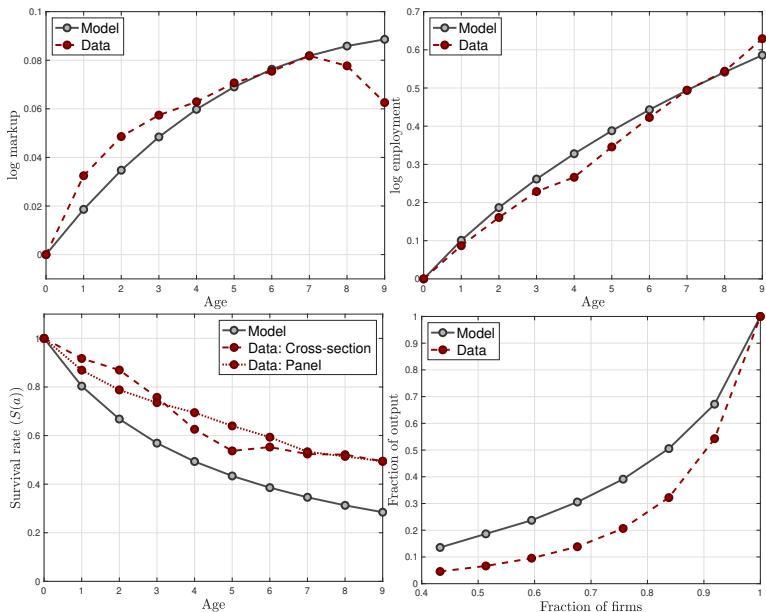 0.1
0.08
0.06
0.04
0.02
0
log markup
Model
Data
0 1 2 3 4 5 6 7 8 9
Age
0.7
0.6
0.5
0.4
0.3
0.2
0.1
0
log employment
Model
Data
0 1 2 3 4 5 6 7 8 9
Age
1
0.8
0.6
0.4
0.2
0
Survival rate (S(a))
Model
Data: Cross-section
Data: Panel
0 1 2 3 4 5 6 7 8 9
Age
1
0.9
0.8
0.7
0.6
0.5
0.4
0.3
0.2
0.1
0
Fraction of output
Model
Data
0.4 0.5 0.6 0.7 0.8 0.9 1
Fraction of firms